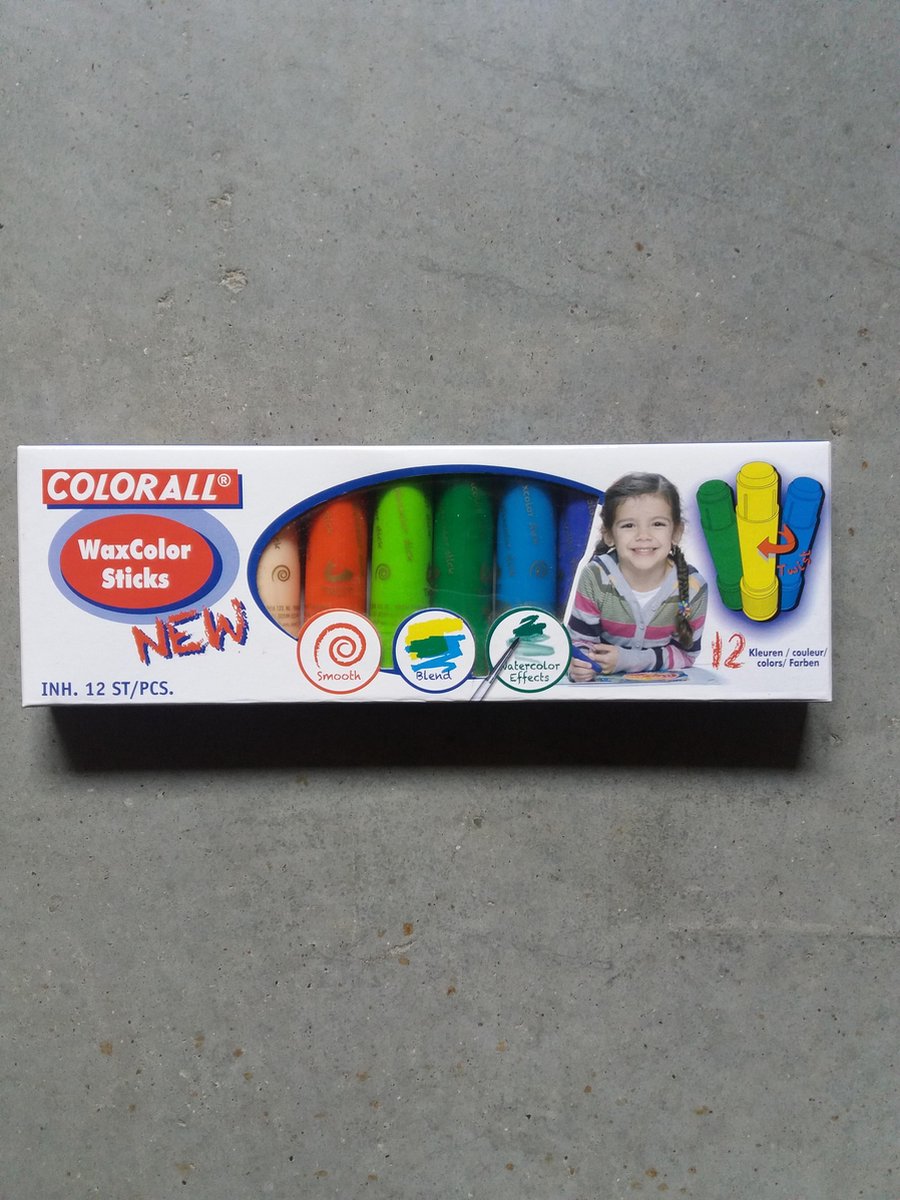 COLORALL®
WaxColor
Sticks
NEW
INH. 12 ST/PCS.
Smooth
Blend
Watercolor
Effects
Twist
12
Kleuren / couleur/
colors/ Farben